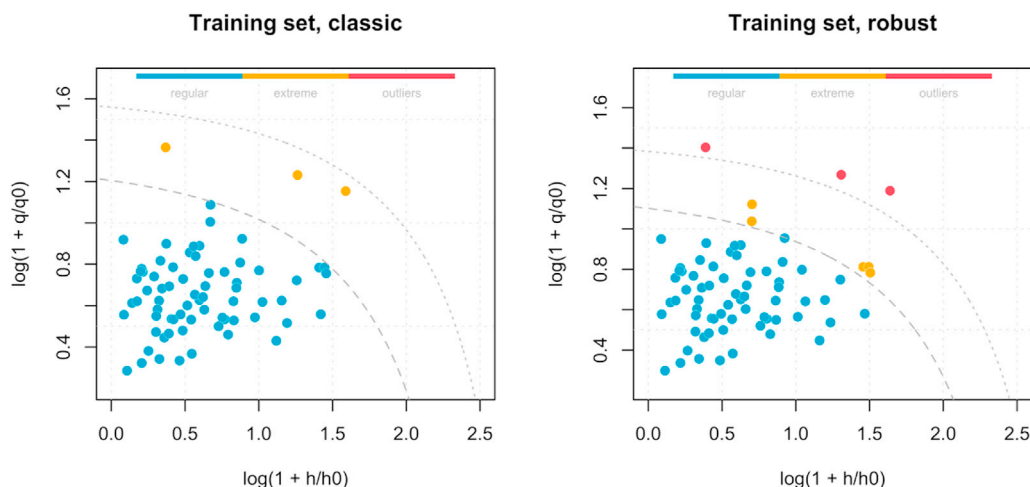 Training set, classic
regular extreme outliers
log(1 + q/q0)
1.6
1.2
0.8
0.4
0.0 0.5 1.0 1.5 2.0 2.5
log(1 + h/h0)
Training set, robust
regular extreme outliers
log(1 + q/q0)
1.6
1.2
0.8
0.4
0.0 0.5 1.0 1.5 2.0 2.5
log(1 + h/h0)